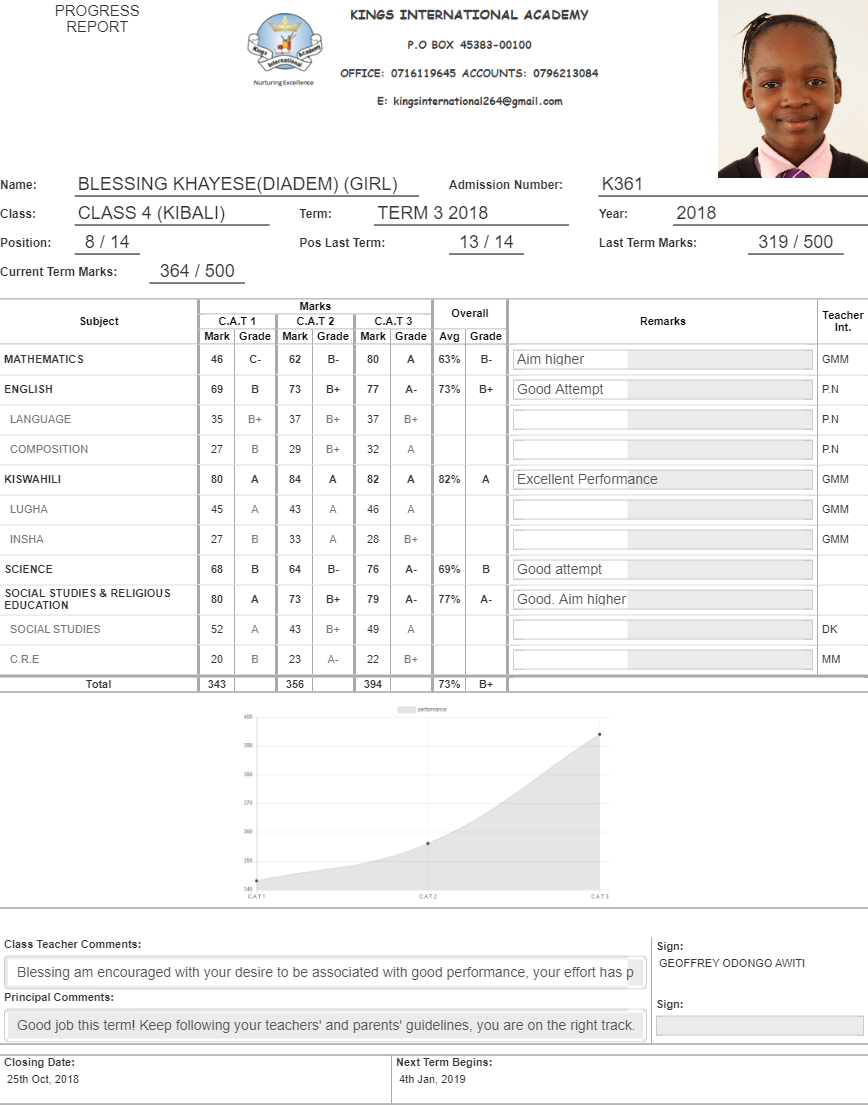 PROGRESS
REPORT
KINGS INTERNATIONAL ACADEMY
P.O BOX 45383-00100
OFFICE: 0716119645 ACCOUNTS: 0796213084
E: kingsinternational264@gmail.com
Kings International Academy
Nurturing Excellence
Name: BLESSING KHAYESE(DIADEM) (GIRL) Admission Number: K361
Class: CLASS 4 (KIBALI) Term: TERM 3 2018 Year: 2018
Position: 8 / 14 Pos Last Term: 13 / 14 Last Term Marks: 319 / 500
Current Term Marks: 364 / 500
Subject Marks Overall Remarks Teacher Int.
C.A.T 1 C.A.T 2 C.A.T 3
Mark Grade Mark Grade Mark Grade Avg Grade
MATHEMATICS 46 C- 62 B- 80 A 63% B- Aim higher GMM
ENGLISH 69 B 73 B+ 77 A- 73% B+ Good Attempt P.N
LANGUAGE 35 B+ 37 B+ 37 B+ P.N
COMPOSITION 27 B 29 B+ 32 A P.N
KISWAHILI 80 A 84 A 82 A 82% A Excellent Performance GMM
LUGHA 45 A 43 A 46 A GMM
INSHA 27 B 33 A 28 B+ GMM
SCIENCE 68 B 64 B- 76 A- 69% B Good attempt
SOCIAL STUDIES & RELIGIOUS
EDUCATION 80 A 73 B+ 79 A- 77% A- Good. Aim higher
SOCIAL STUDIES 52 A 43 B+ 49 A DK
C.R.E 20 B 23 A- 22 B+ MM
Total 343 356 394 73% B+
performance
400
390
380
370
360
350
340
CAT1 CAT2 CAT3
Class Teacher Comments:
Blessing am encouraged with your desire to be associated with good performance, your effort has p
Sign:
GEOFFREY ODONGO AWITI
Principal Comments:
Good job this term! Keep following your teachers' and parents' guidelines, you are on the right track.
Sign:
Closing Date: Next Term Begins:
25th Oct, 2018 4th Jan, 2019